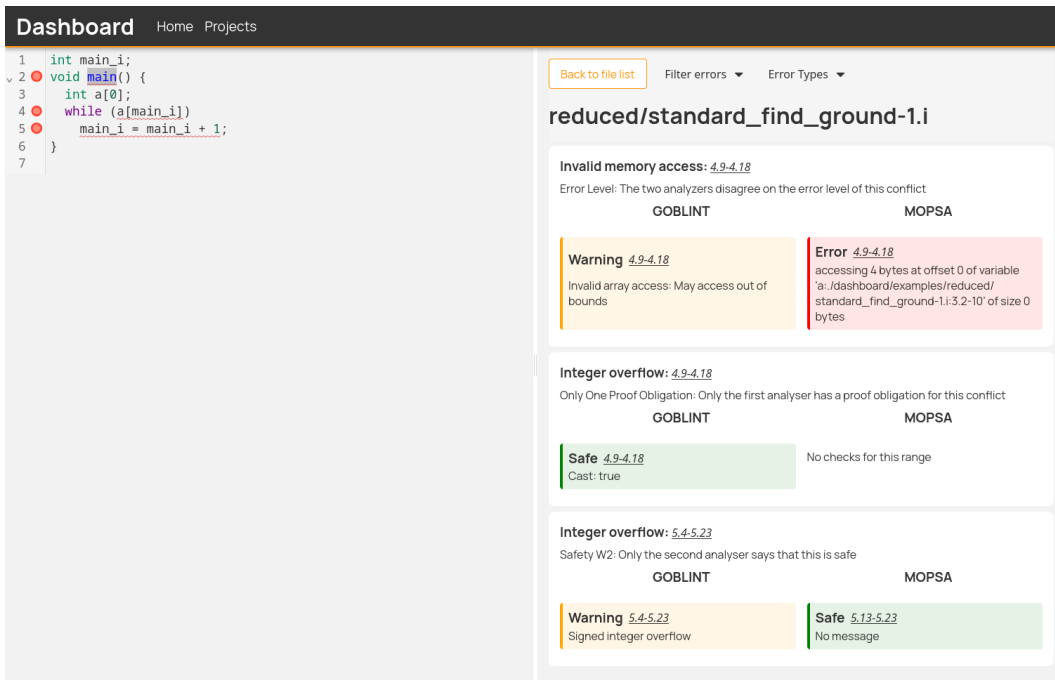 Dashboard Home Projects
1 int main_i;
2 void main() {
3 int a[0];
4 while (a[main_i])
5 main_i = main_i + 1;
6 }
7
Back to file list Filter errors Error Types
reduced/standard_find_ground-1.i
Invalid memory access: 4.9-4.18
Error Level: The two analyzers disagree on the error level of this conflict
GOBLINT MOPSA
Warning 4.9-4.18
Invalid array access: May access out of
bounds
Error 4.9-4.18
accessing 4 bytes at offset 0 of variable
'a:./dashboard/examples/reduced/
standard_find_ground-1.i:3.2-10' of size 0
bytes
Integer overflow: 4.9-4.18
Only One Proof Obligation: Only the first analyser has a proof obligation for this conflict
GOBLINT MOPSA
Safe 4.9-4.18
Cast: true
No checks for this range
Integer overflow: 5.4-5.23
Safety W2: Only the second analyser says that this is safe
GOBLINT MOPSA
Warning 5.4-5.23
Signed integer overflow
Safe 5.13-5.23
No message